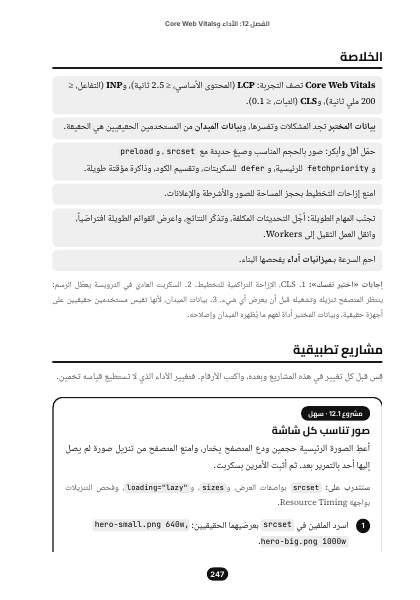 الفصل 12: الأداء وCore Web Vitals
الخلاصة
Core Web Vitals تصف التجربة: LCP (المحتوى الأساسي، ≤ 2.5 ثانية)، وINP (التفاعل، ≤
200 ملي ثانية)، وCLS (الثبات، ≤ 0.1).
بيانات المختبر تجد المشكلات وتفسرها، وبيانات الميدان من المستخدمين الحقيقيين هي الحقيقة.
حمّل أقل وأبكر: صور بالحجم المناسب وصيغ حديثة مع srcset، و preload
و fetchpriority للرئيسية، و defer للسكربتات، وتقسيم الكود، وذاكرة مؤقتة طويلة.
امنع إزاحات التخطيط بحجز المساحة للصور والأشرطة والإعلانات.
تجنّب المهام الطويلة: أجّل التحديثات المكلفة، وتذكّر النتائج، واعرض القوائم الطويلة افتراضياً،
وانقل العمل الثقيل إلى Workers.
احمِ السرعة بـميزانيات أداء يفحصها البناء.
إجابات «اختبر نفسك»: 1. CLS، الإزاحة التراكمية للتخطيط. 2. السكربت العادي في الترويسة يعطّل الرسم:
ينتظر المتصفح تنزيله وتشغيله قبل أن يعرض أي شيء. 3. بيانات الميدان، لأنها تقيس مستخدمين حقيقيين على
أجهزة حقيقية، وبيانات المختبر أداة لفهم ما يُظهره الميدان وإصلاحه.
مشاريع تطبيقية
قِس قبل كل تغيير في هذه المشاريع وبعده، واكتب الأرقام. فتغيير الأداء الذي لا تستطيع قياسه تخمين.
مشروع 12.1 · سهل
صور تناسب كل شاشة
أعطِ الصورة الرئيسية حجمين ودع المتصفح يختار، وامنع المتصفح من تنزيل صورة لم يصل
إليها أحد بالتمرير بعد. ثم أثبت الأمرين بسكربت.
ستتدرب على: srcset بواصفات العرض، و sizes، و loading="lazy"، وفحص التنزيلات
بواجهة Resource Timing.
1 اسرد الملفين في srcset بعرضيهما الحقيقيين: hero-small.png 640w,
hero-big.png 1000w.
247